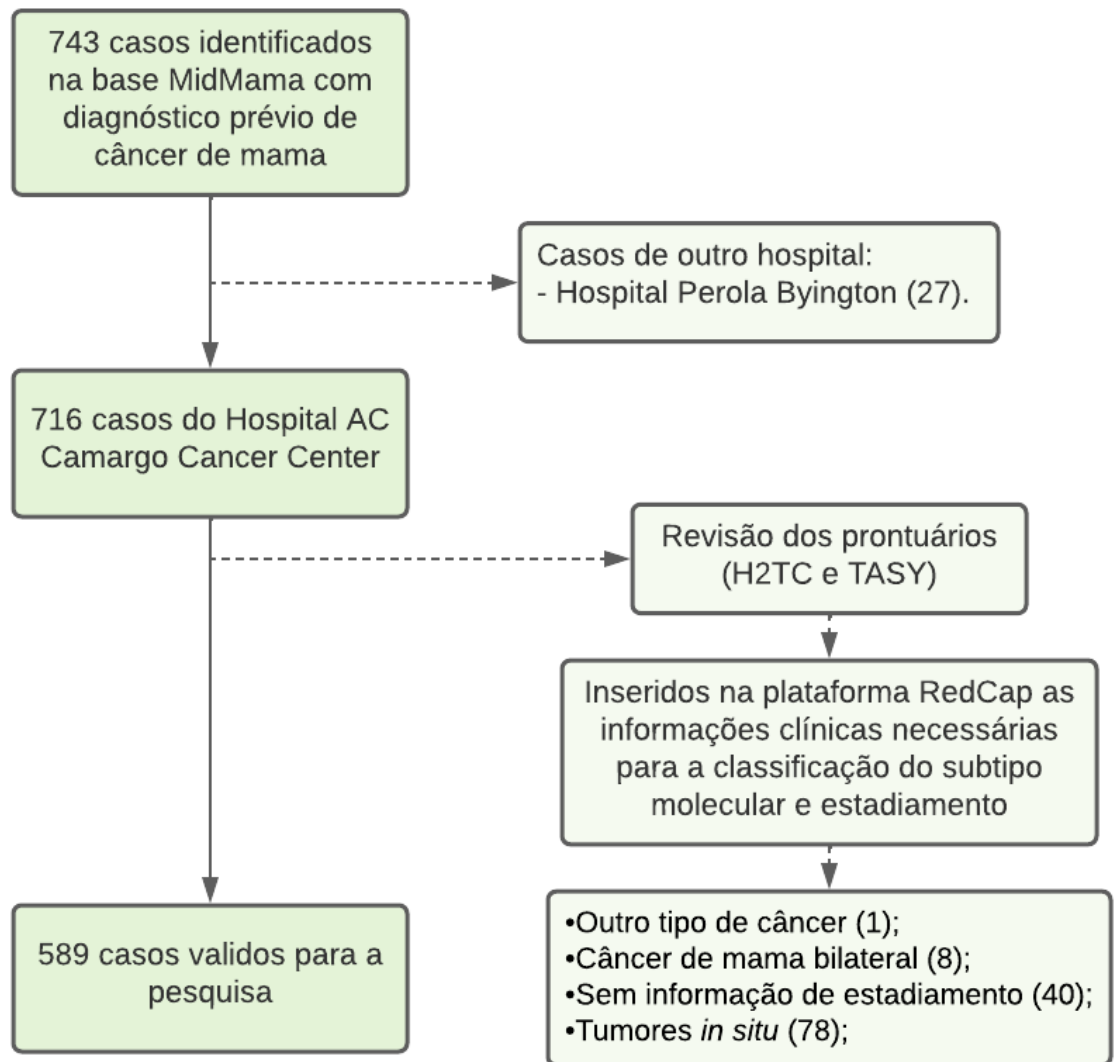 743 casos identificados
na base MidMama com
diagnóstico prévio de
câncer de mama
Casos de outro hospital:
- Hospital Perola Byington (27).
716 casos do Hospital AC
Camargo Cancer Center
Revisão dos prontuários
(H2TC e TASY)
Inseridos na plataforma RedCap as
informações clínicas necessárias
para a classificação do subtipo
molecular e estadiamento
589 casos validos para a
pesquisa
•Outro tipo de câncer (1);
•Câncer de mama bilateral (8);
•Sem informação de estadiamento (40);
•Tumores in situ (78);